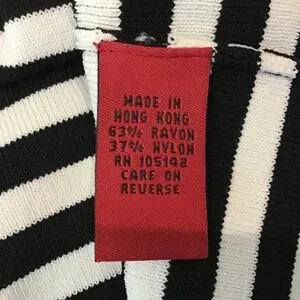 MADE IN
HONG KONG
63% RAYON
37% NYLON
RN 105142
CARE ON
REVERSE